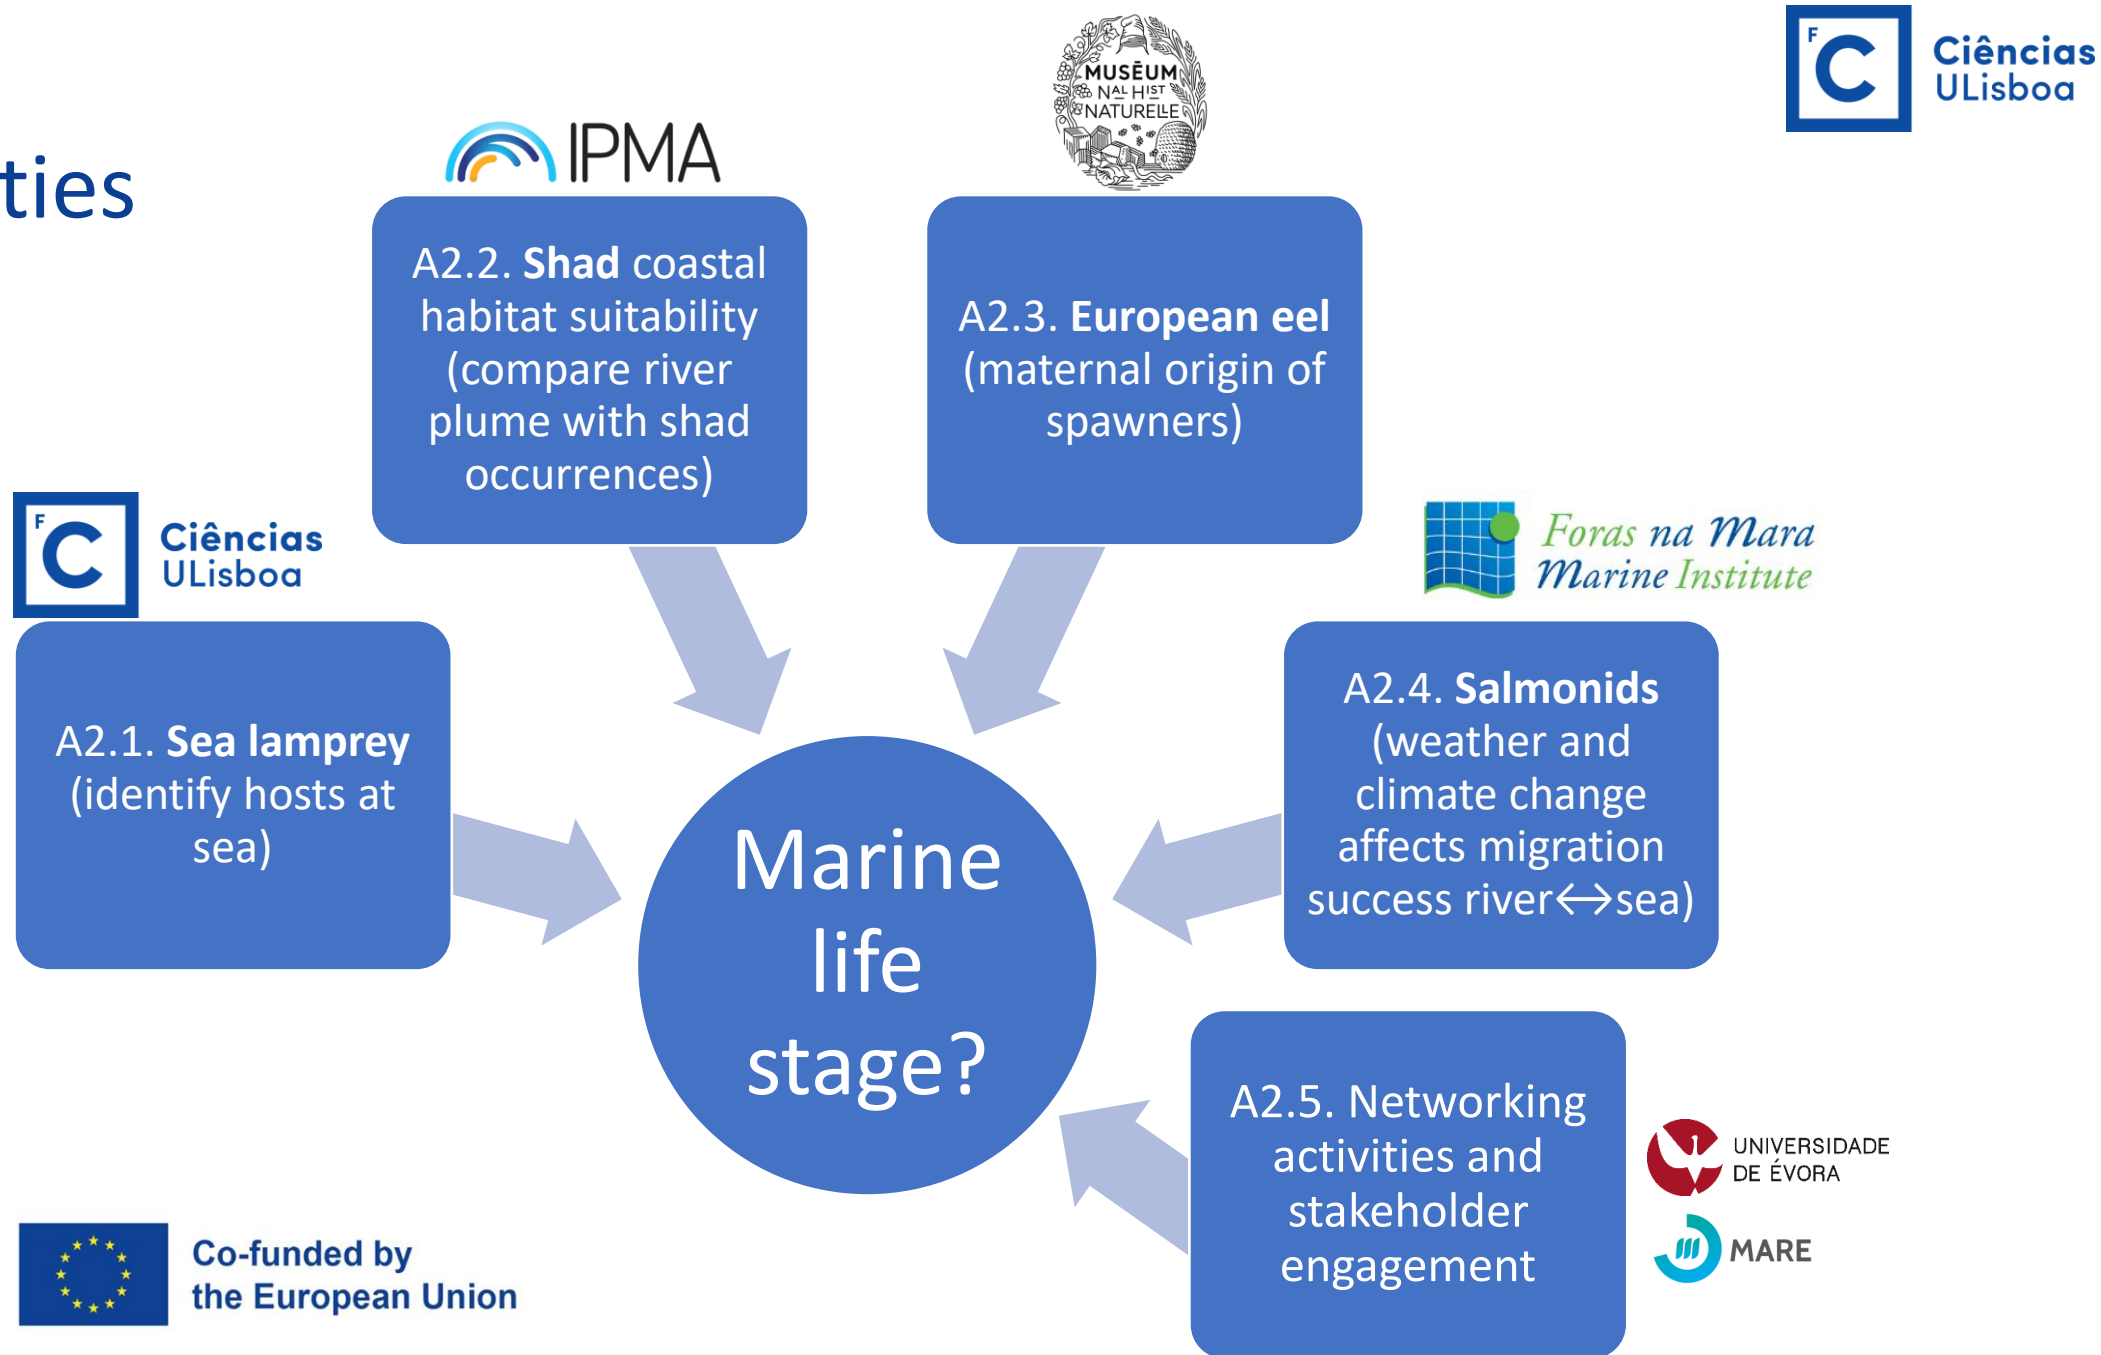 ties
F
C
Ciências
ULisboa
IPMA
MUSĒUM
NAL HIST
NATURELLE
A2.2. Shad coastal
habitat suitability
(compare river
plume with shad
occurrences)
A2.3. European eel
(maternal origin of
spawners)
F
C
Ciências
ULisboa
Foras na Mara
Marine Institute
A2.1. Sea lamprey
(identify hosts at
sea)
A2.4. Salmonids
(weather and
climate change
affects migration
success river↔sea)
Marine
life
stage?
A2.5. Networking
activities and
stakeholder
engagement
UNIVERSIDADE
DE ÉVORA
MARE
Co-funded by
the European Union